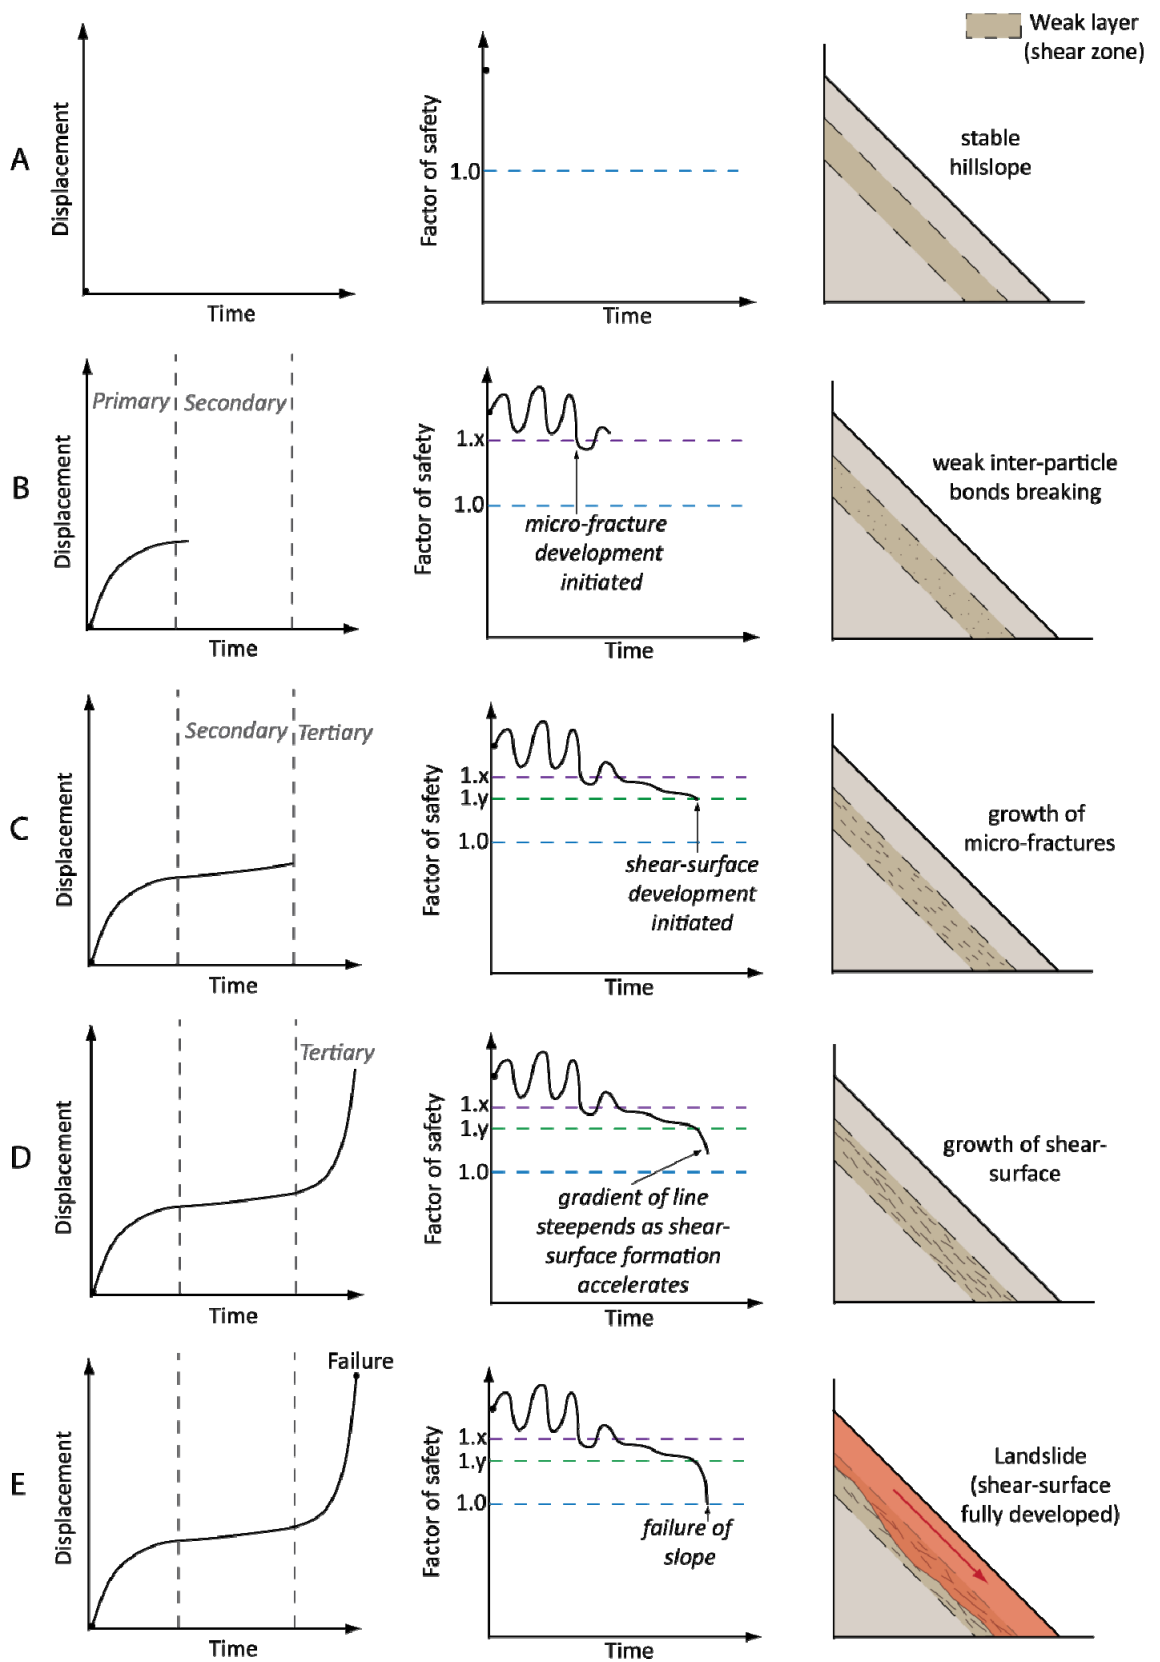 Weak layer
(shear zone)
A
Displacement
Time
Factor of safety
1.0
Time
stable
hillslope
B
Displacement
Primary
Secondary
Time
Factor of safety
1.x
1.0
micro-fracture
development
initiated
Time
weak inter-particle
bonds breaking
C
Displacement
Secondary
Tertiary
Time
Factor of safety
1.x
1.y
1.0
shear-surface
development
initiated
Time
growth of
micro-fractures
D
Displacement
Tertiary
Time
Factor of safety
1.x
1.y
1.0
gradient of line
steepends as shear-
surface formation
accelerates
Time
growth of shear-
surface
E
Displacement
Failure
Time
Factor of safety
1.x
1.y
1.0
failure of
slope
Time
Landslide
(shear-surface
fully developed)